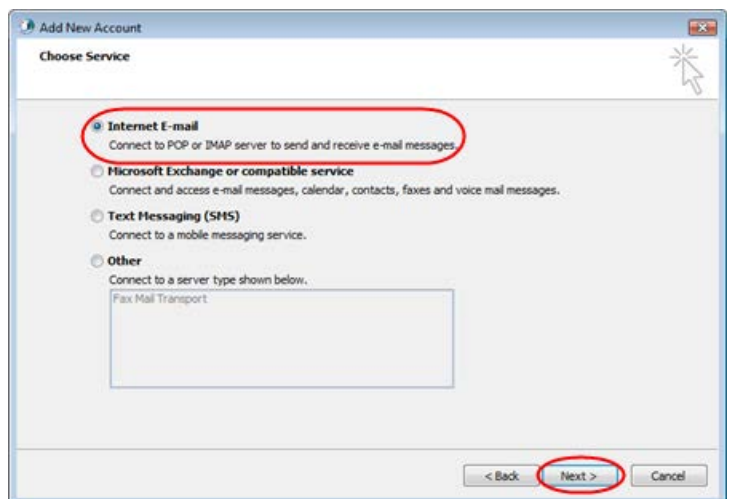 Add New Account
Choose Service
Internet E-mail
Connect to POP or IMAP server to send and receive e-mail messages.
Microsoft Exchange or compatible service
Connect and access e-mail messages, calendar, contacts, faxes and voice mail messages.
Text Messaging (SMS)
Connect to a mobile messaging service.
Other
Connect to a server type shown below.
Fax Mail Transport
< Back Next > Cancel